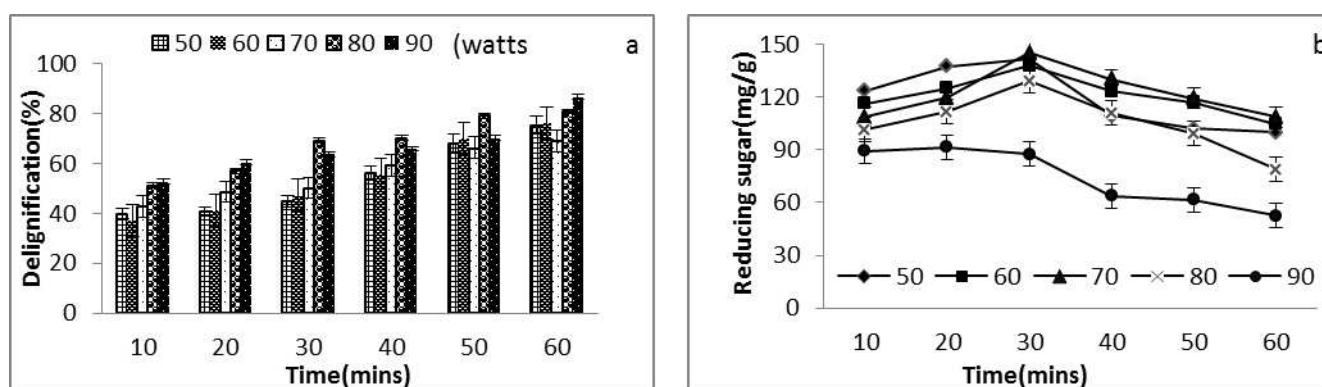 50 60 70 80 90 (watts a
100
80
60
40
20
0
Delignification(%)
10 20 30 40 50 60
Time(mins)
b
150
120
90
60
30
0
Reducing sugar(mg/g)
50 60 70 80 90
10 20 30 40 50 60
Time(mins)